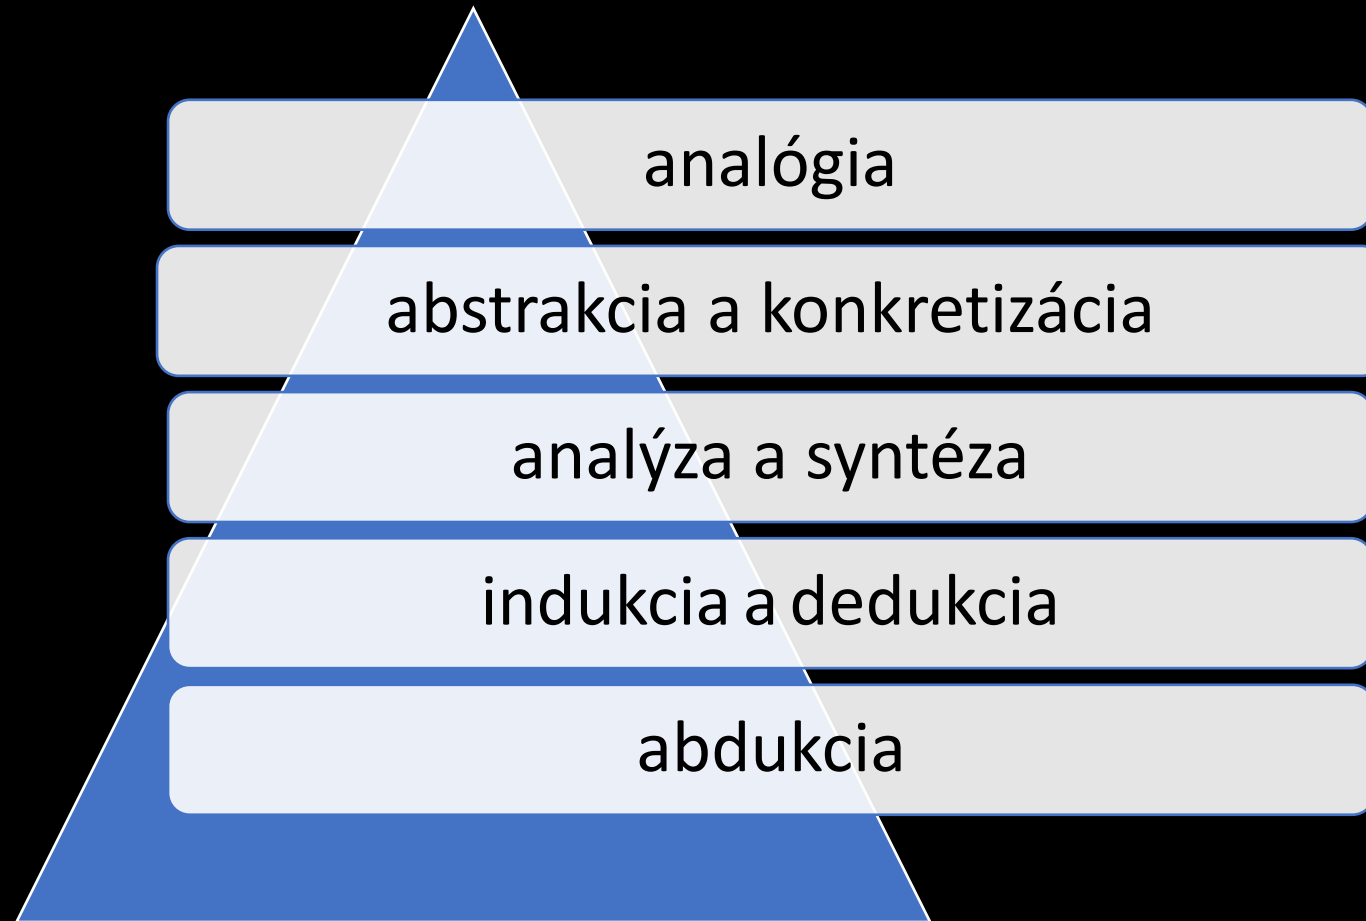 analógia
abstrakcia a konkretizácia
analýza a syntéza
indukcia a dedukcia
abdukcia